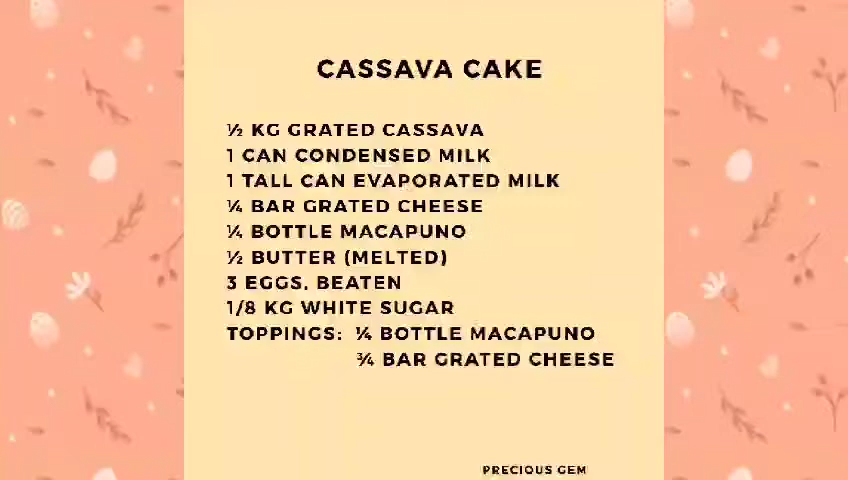 CASSAVA CAKE
½ KG GRATED CASSAVA
1 CAN CONDENSED MILK
1 TALL CAN EVAPORATED MILK
¼ BAR GRATED CHEESE
¼ BOTTLE MACAPUNO
½ BUTTER (MELTED)
3 EGGS, BEATEN
1/8 KG WHITE SUGAR
TOPPINGS: ¼ BOTTLE MACAPUNO
¾ BAR GRATED CHEESE
PRECIOUS GEM